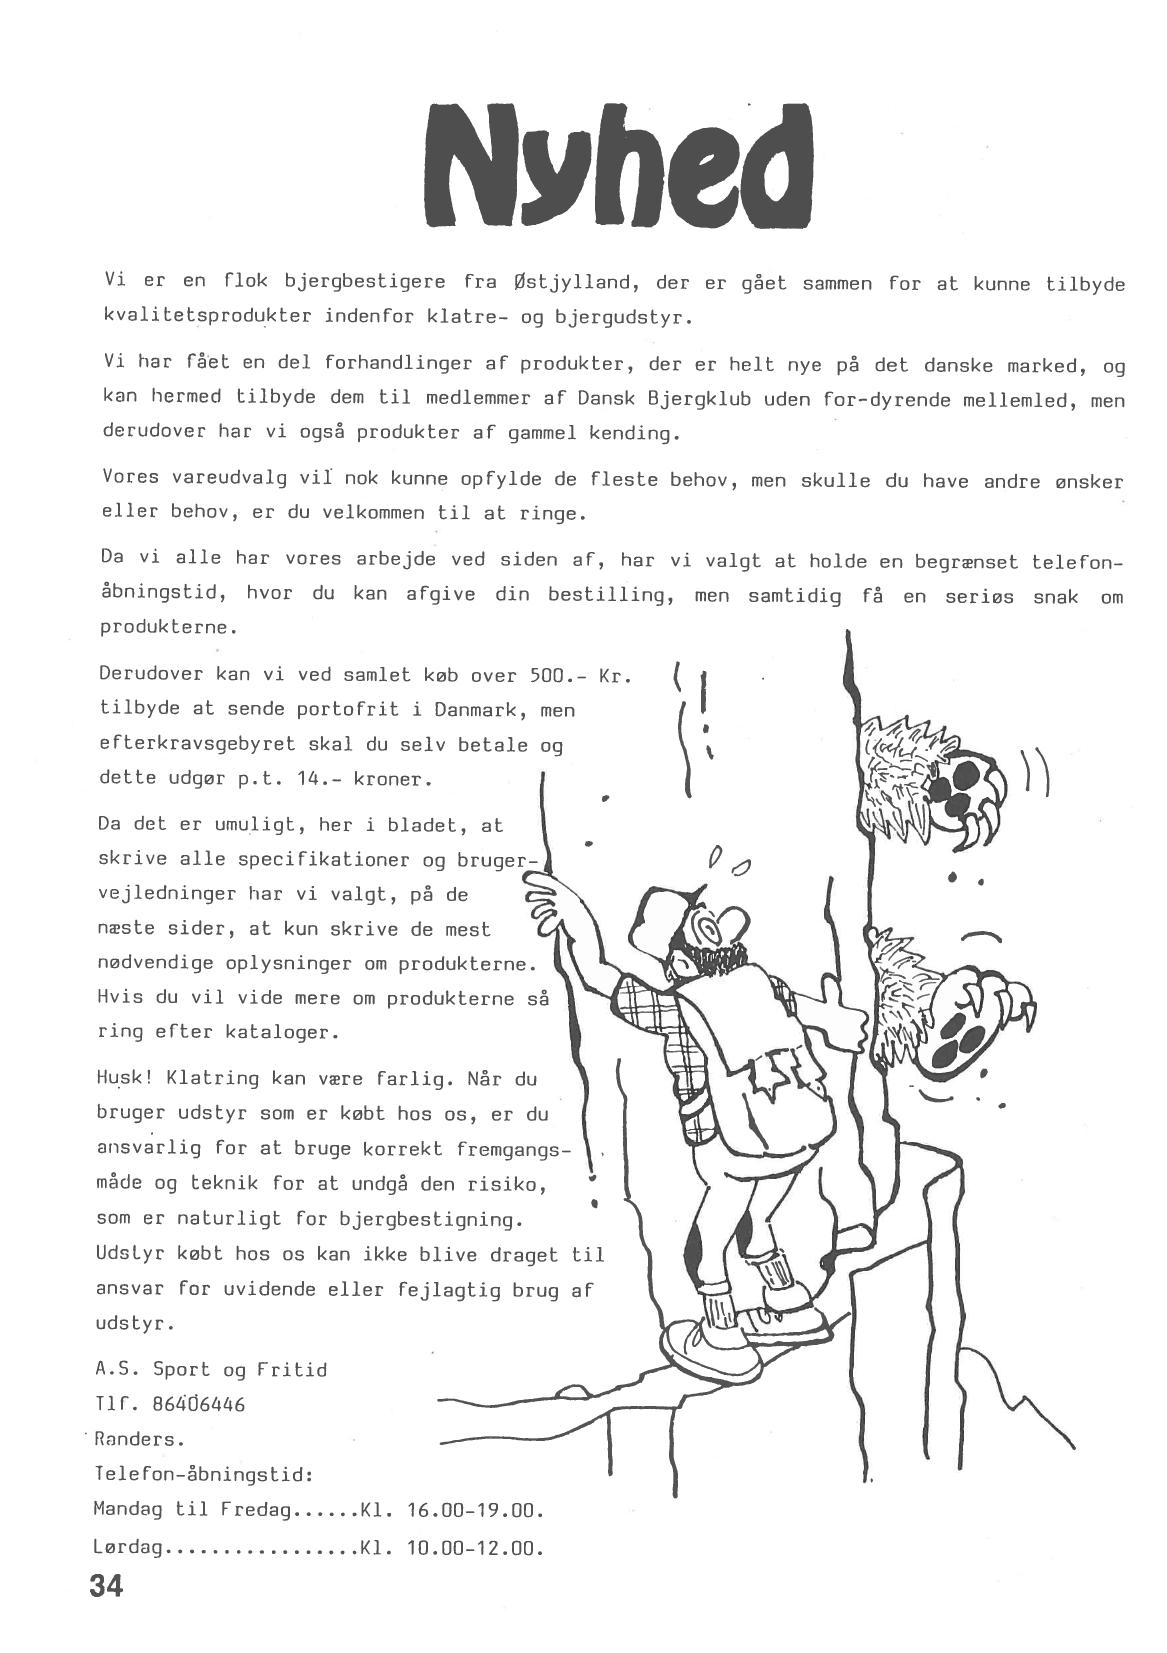 Nyhed
Vi er en flok bjergbestigere fra Østjylland, der er gået sammen for at kunne tilbyde
kvalitetsprodukter indenfor klatre- og bjergudstyr.
Vi har fået en del forhandlinger af produkter, der er helt nye på det danske marked, og
kan hermed tilbyde dem til medlemmer af Dansk Bjergklub uden for-dyrende mellemled, men
derudover har vi også produkter af gammel kending.
Vores vareudvalg vil nok kunne opfylde de fleste behov, men skulle du have andre ønsker
eller behov, er du velkommen til at ringe.
Da vi alle har vores arbejde ved siden af, har vi valgt at holde en begrænset telefon-
åbningstid, hvor du kan afgive din bestilling, men samtidig få en seriøs snak om
produkterne.
Derudover kan vi ved samlet køb over 500.- Kr.
tilbyde at sende portofrit i Danmark, men
efterkravsgebyret skal du selv betale og
dette udgør p.t. 14.- kroner.
Da det er umuligt, her i bladet, at
skrive alle specifikationer og bruger-
vejledninger har vi valgt, på de
næste sider, at kun skrive de mest
nødvendige oplysninger om produkterne.
Hvis du vil vide mere om produkterne så
ring efter kataloger.
Husk! Klatring kan være farlig. Når du
bruger udstyr som er købt hos os, er du
ansvarlig for at bruge korrekt fremgangs-
måde og teknik for at undgå den risiko,
som er naturligt for bjergbestigning.
Udstyr købt hos os kan ikke blive draget til
ansvar for uvidende eller fejlagtig brug af
udstyr.
A.S. Sport og Fritid
Tlf. 86406446
Randers.
Telefon-åbningstid:
Mandag til Fredag......Kl. 16.00-19.00.
Lørdag.................Kl. 10.00-12.00.
34